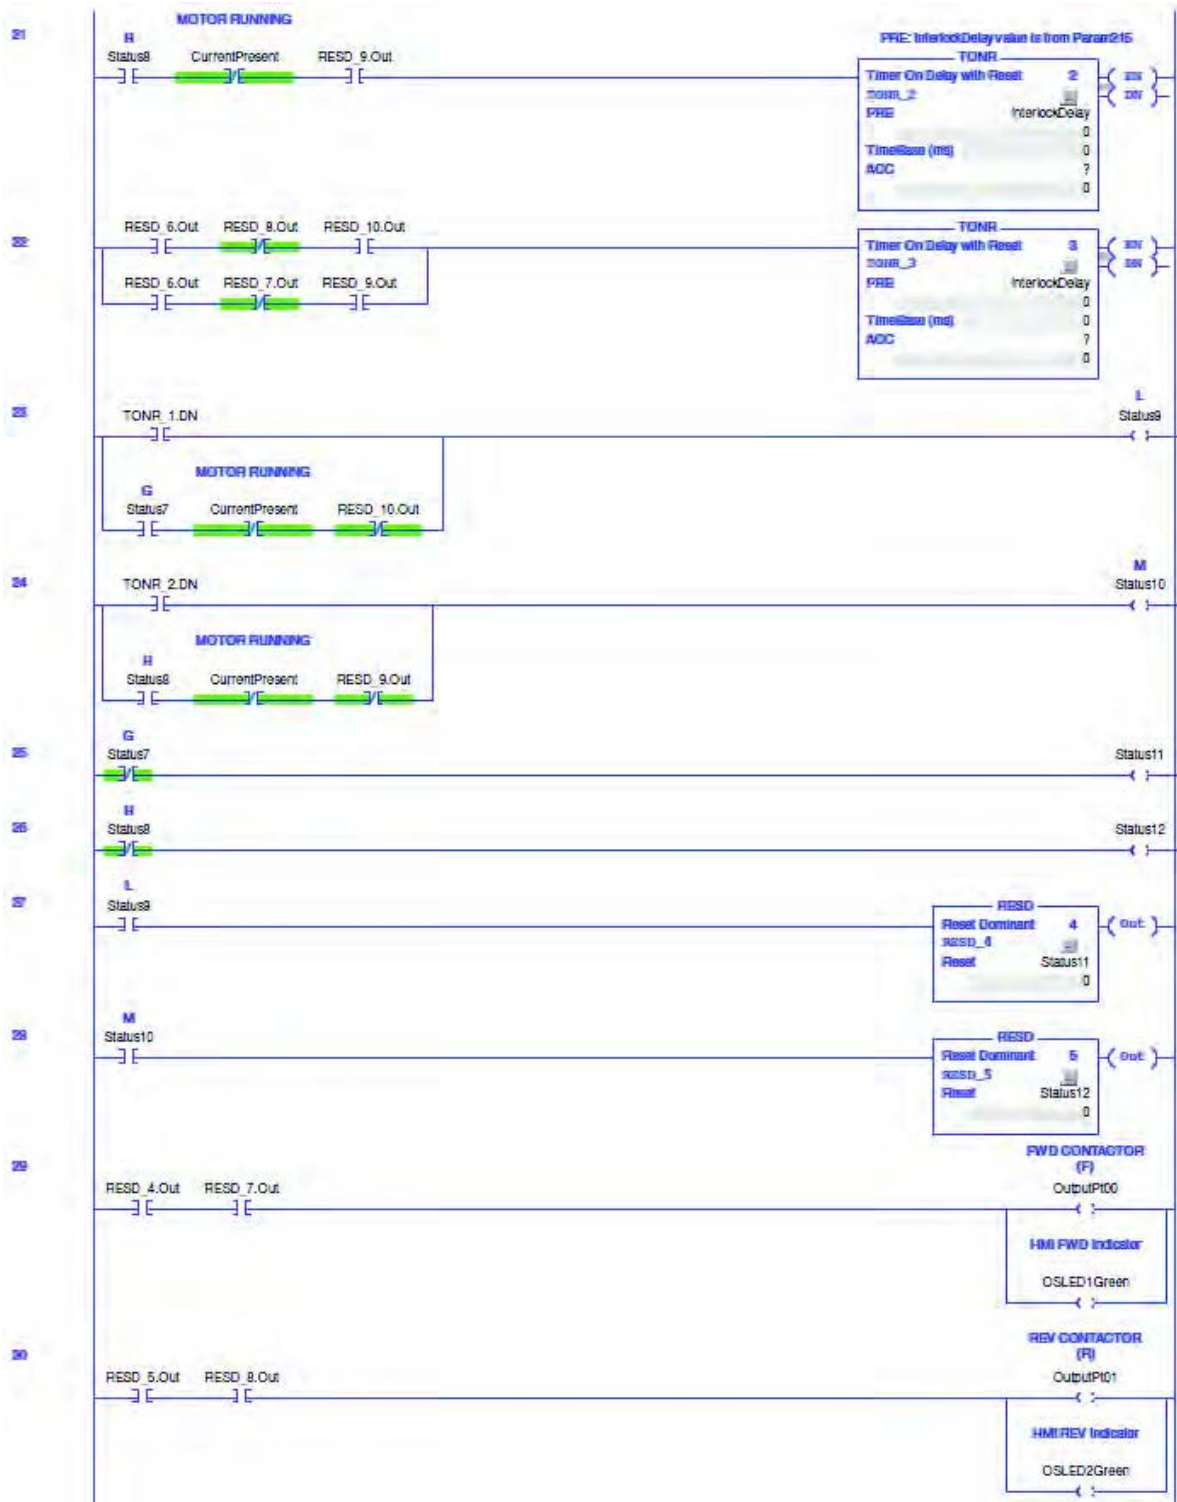 MOTOR RUNNING
21
H
Status8 CurrentPresent RESD_9.Out
PRE: InterlockDelay value is from Param215
TONR
Timer On Delay with Reset 2
EN
TONR_2
DN
PRE InterlockDelay
0
TimeBase (ms) 0
ACC ?
0
22
RESD_6.Out RESD_8.Out RESD_10.Out
RESD_6.Out RESD_7.Out RESD_9.Out
TONR
Timer On Delay with Reset 3
EN
TONR_3
DN
PRE InterlockDelay
0
TimeBase (ms) 0
ACC ?
0
23
TONR_1.DN
L
Status9
MOTOR RUNNING
G
Status7 CurrentPresent RESD_10.Out
24
TONR_2.DN
M
Status10
MOTOR RUNNING
H
Status8 CurrentPresent RESD_9.Out
25
G
Status7 Status11
26
H
Status8 Status12
27
L
Status9
RESD
Reset Dominant 4
Out
RESD_4
Reset Status11
0
28
M
Status10
RESD
Reset Dominant 5
Out
RESD_5
Reset Status12
0
29
RESD_4.Out RESD_7.Out
FWD CONTACTOR
(F)
OutputPt00
HMI FWD Indicator
OSLED1Green
30
RESD_5.Out RESD_8.Out
REV CONTACTOR
(R)
OutputPt01
HMI REV Indicator
OSLED2Green